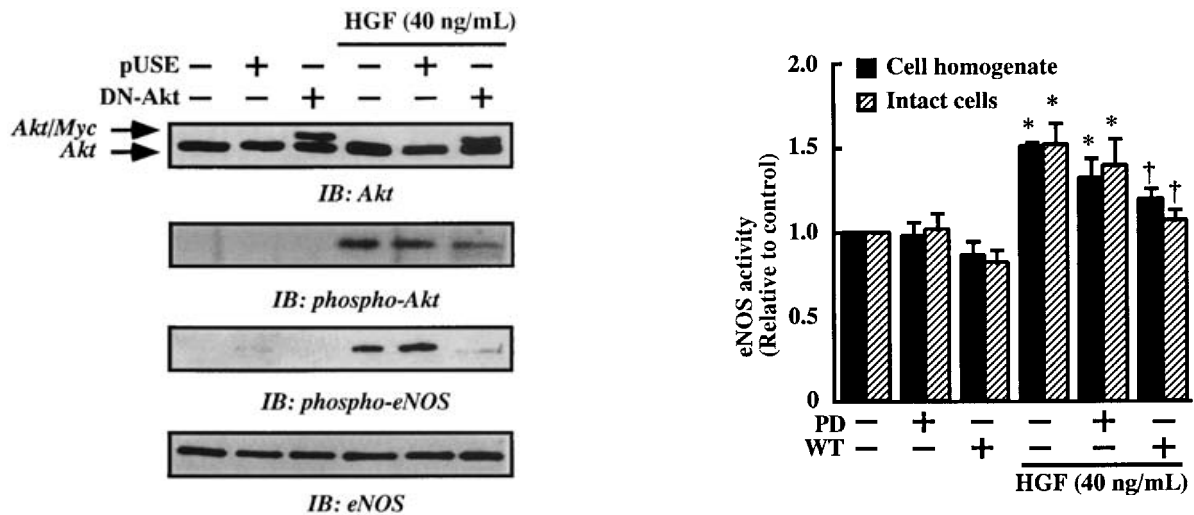 HGF (40 ng/mL)
pUSE − + − − + −
DN-Akt − − + − − +
Akt/Myc
Akt
IB: Akt
IB: phospho-Akt
IB: phospho-eNOS
IB: eNOS
eNOS activity
(Relative to control)
2.0
1.5
1.0
0.5
0
Cell homogenate
Intact cells
* * * * † †
PD − + − − + −
WT − − + − − +
HGF (40 ng/mL)